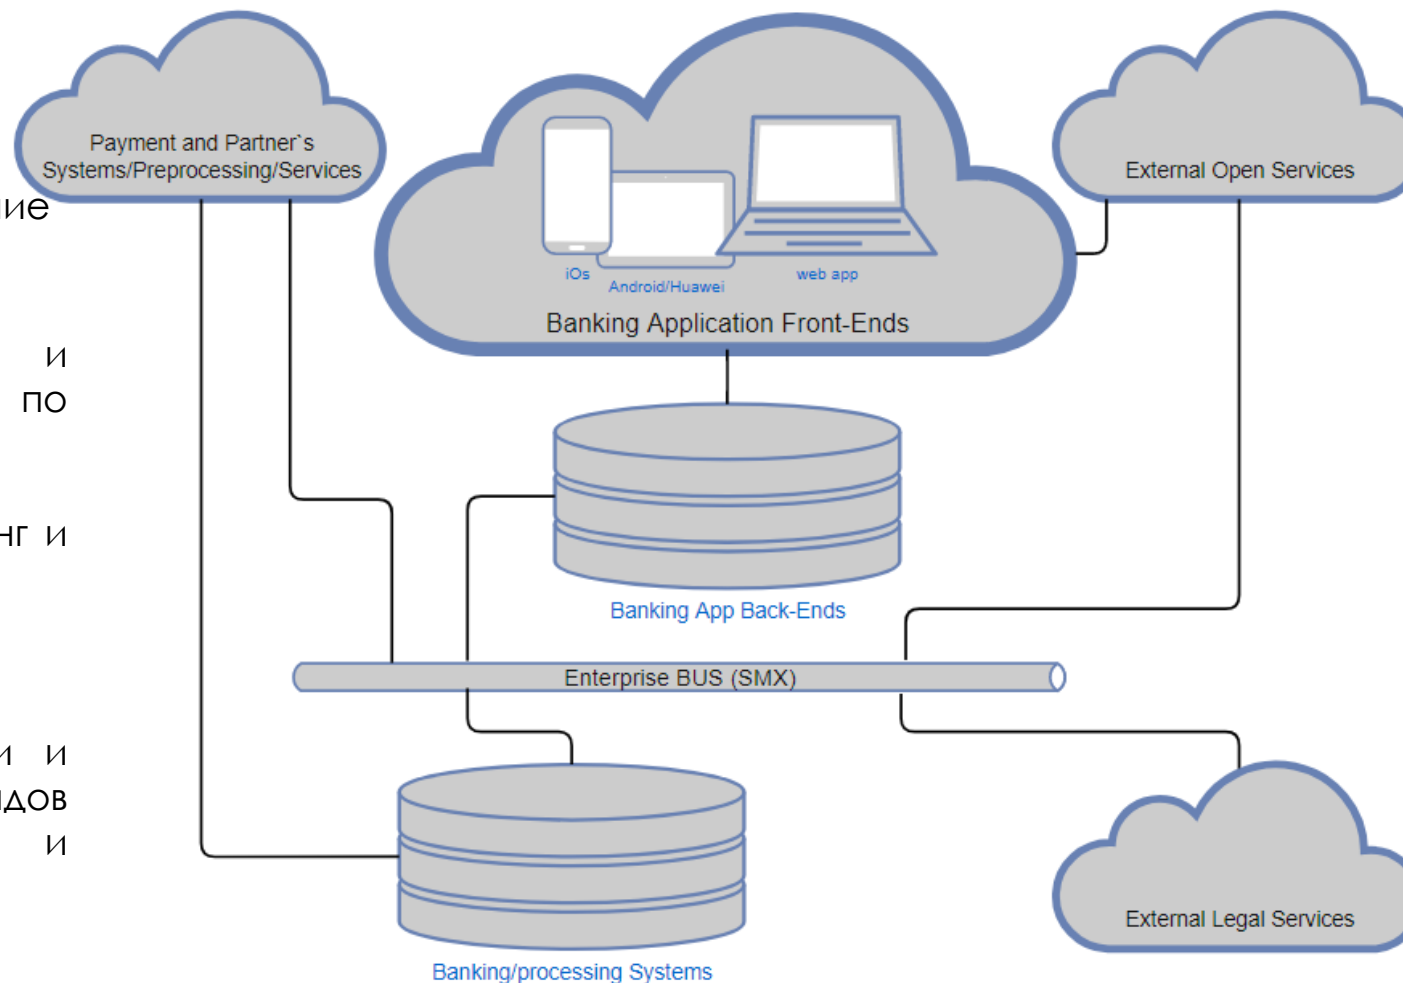 Payment and Partner`s
Systems/Preprocessing/Services
External Open Services
ие
iOs
Android/Huawei
web app
Banking Application Front-Ends
и
по
нг и
Banking App Back-Ends
Enterprise BUS (SMX)
и и
дов
и
External Legal Services
Banking/processing Systems